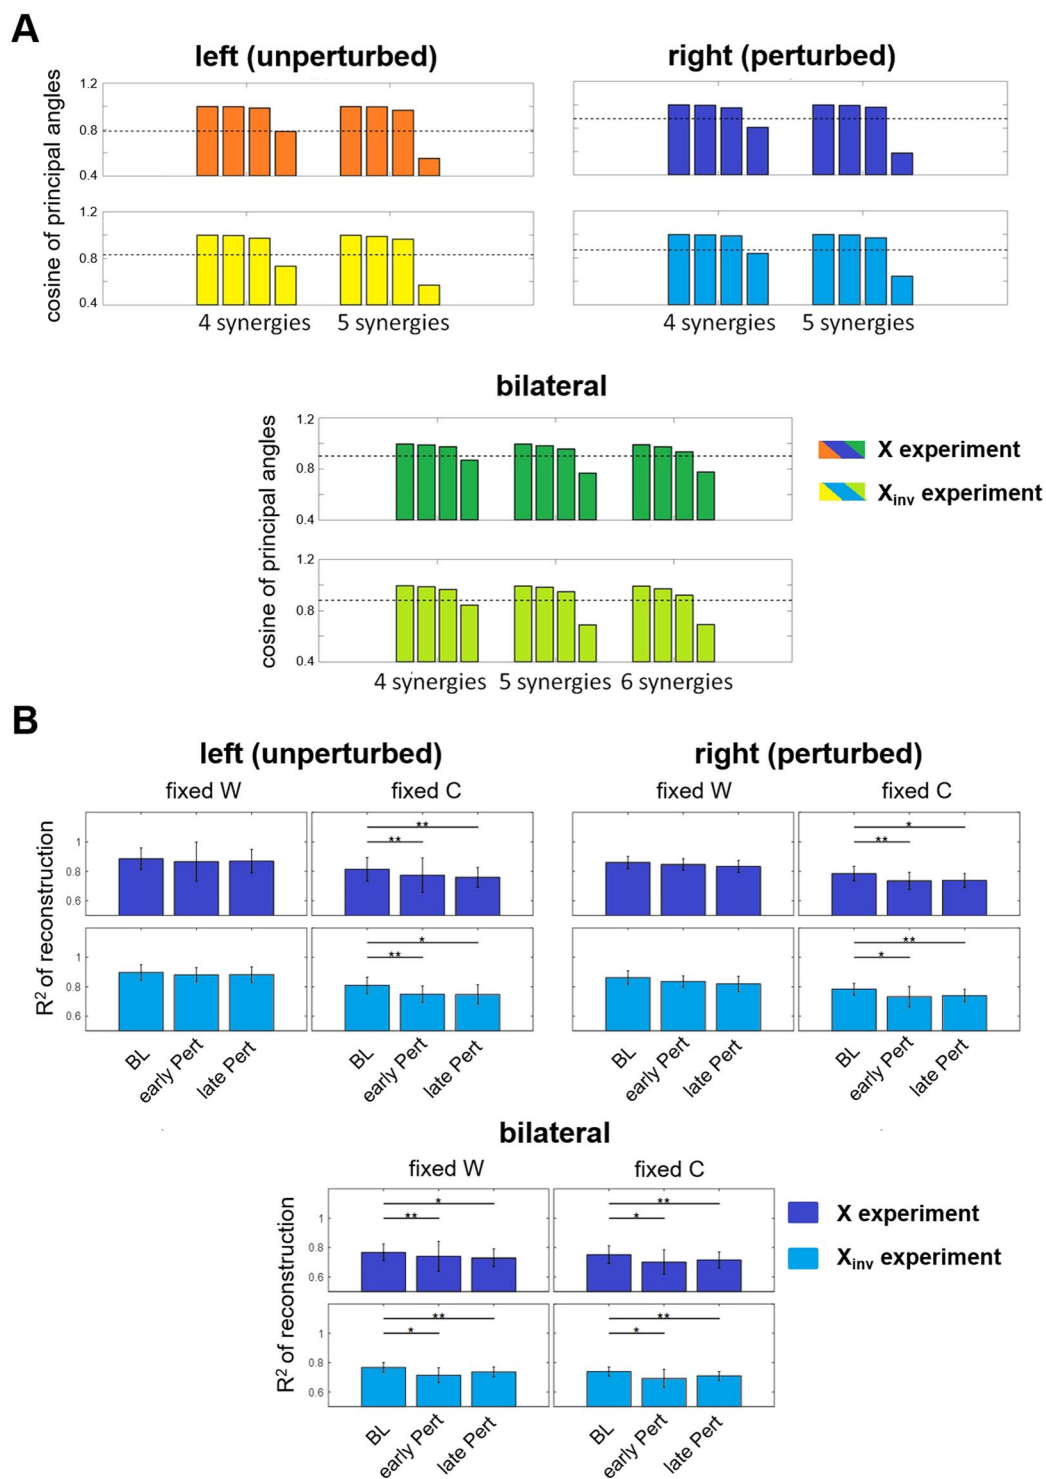 A
left (unperturbed)
right (perturbed)
cosine of principal angles
1.2
0.8
0.4
1.2
0.8
0.4
4 synergies 5 synergies
4 synergies 5 synergies
bilateral
cosine of principal angles
1.2
0.8
0.4
1.2
0.8
0.4
4 synergies 5 synergies 6 synergies
X experiment
Xinv experiment
B
left (unperturbed)
right (perturbed)
fixed W
fixed C
fixed W
fixed C
R² of reconstruction
1
0.8
0.6
**
**
*
**
1
0.8
0.6
*
**
**
*
BL
early Pert
late Pert
BL
early Pert
late Pert
BL
early Pert
late Pert
BL
early Pert
late Pert
bilateral
fixed W
fixed C
R² of reconstruction
1
0.8
0.6
*
**
**
*
1
0.8
0.6
**
*
**
*
BL
early Pert
late Pert
BL
early Pert
late Pert
X experiment
Xinv experiment